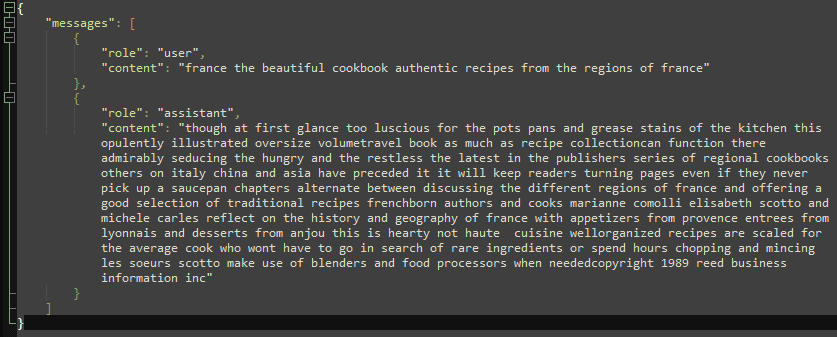 {
"messages": [
{
"role": "user",
"content": "france the beautiful cookbook authentic recipes from the regions of france"
},
{
"role": "assistant",
"content": "though at first glance too luscious for the pots pans and grease stains of the kitchen this
opulently illustrated oversize volumetravel book as much as recipe collectioncan function there
admirably seducing the hungry and the restless the latest in the publishers series of regional cookbooks
others on italy china and asia have preceded it it will keep readers turning pages even if they never
pick up a saucepan chapters alternate between discussing the different regions of france and offering a
good selection of traditional recipes frenchborn authors and cooks marianne comolli elisabeth scotto and
michele carles reflect on the history and geography of france with appetizers from provence entrees from
lyonnais and desserts from anjou this is hearty not haute  cuisine wellorganized recipes are scaled for
the average cook who wont have to go in search of rare ingredients or spend hours chopping and mincing
les soeurs scotto make use of blenders and food processors when neededcopyright 1989 reed business
information inc"
}
]
}